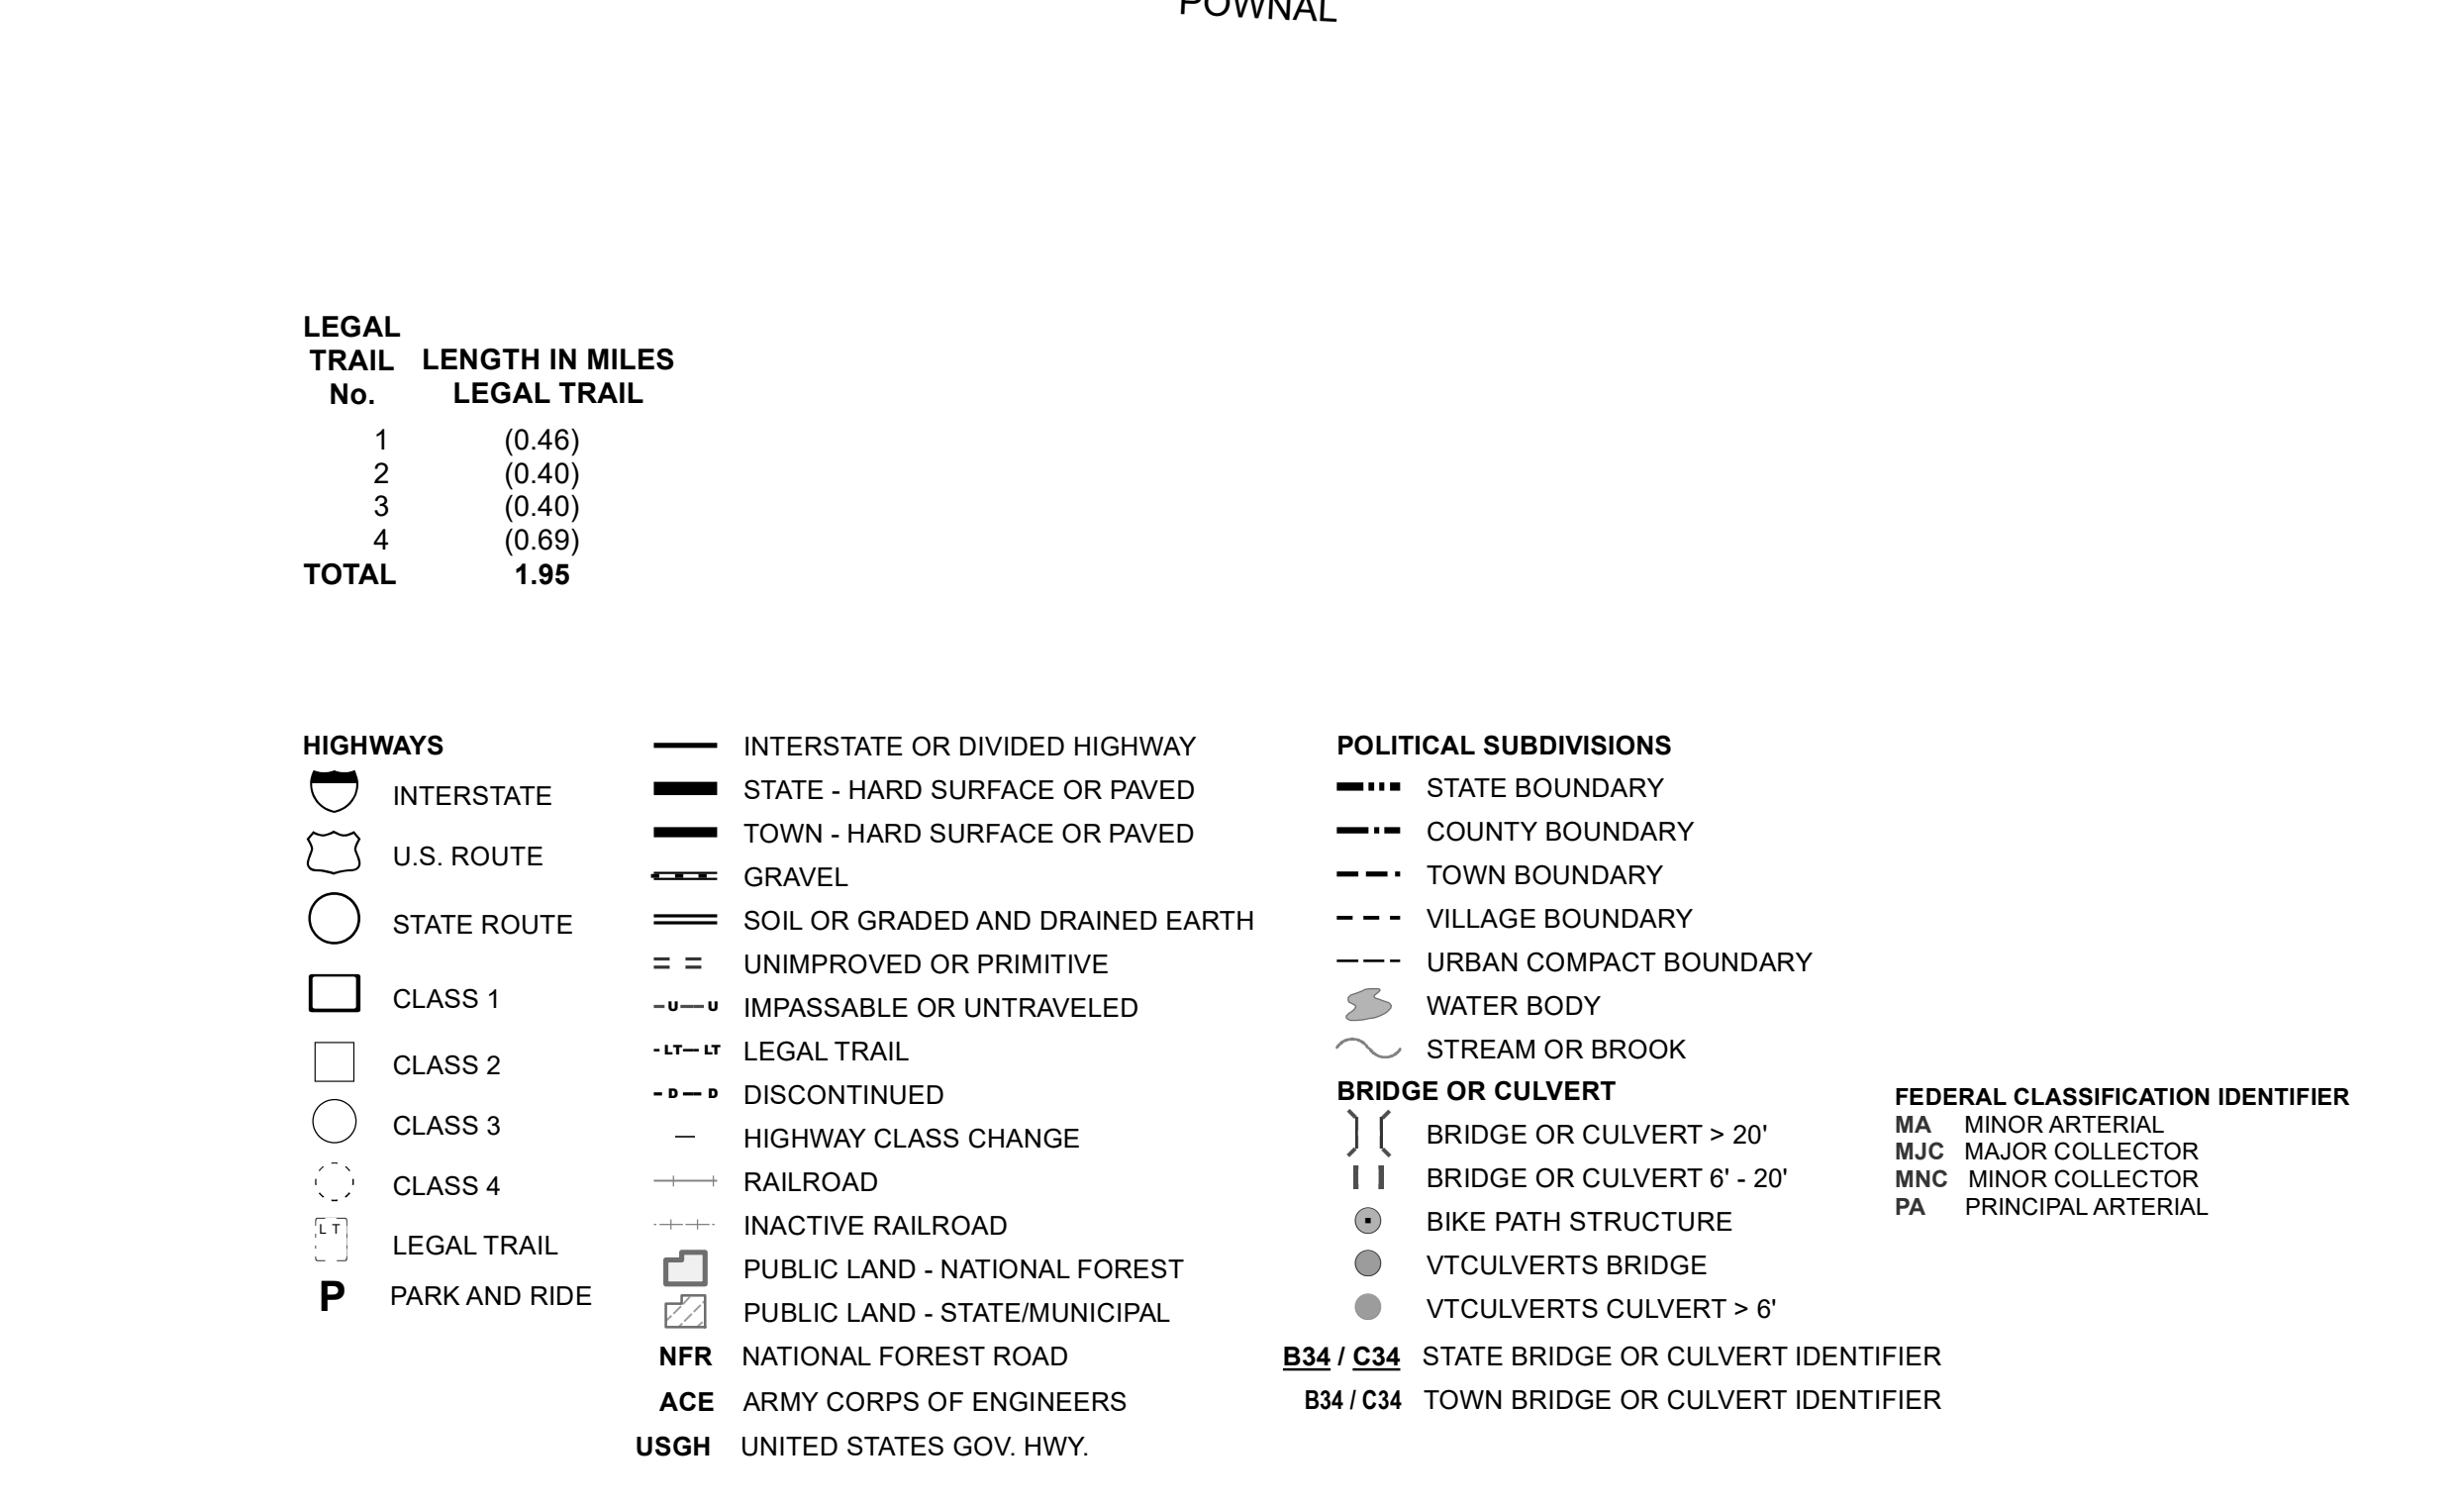 POWNAL
LEGAL
TRAIL
No.
LENGTH IN MILES
LEGAL TRAIL
1 (0.46)
2 (0.40)
3 (0.40)
4 (0.69)
TOTAL 1.95
HIGHWAYS
INTERSTATE
U.S. ROUTE
STATE ROUTE
CLASS 1
CLASS 2
CLASS 3
CLASS 4
L T LEGAL TRAIL
P PARK AND RIDE
INTERSTATE OR DIVIDED HIGHWAY
STATE - HARD SURFACE OR PAVED
TOWN - HARD SURFACE OR PAVED
GRAVEL
SOIL OR GRADED AND DRAINED EARTH
UNIMPROVED OR PRIMITIVE
U U IMPASSABLE OR UNTRAVELED
LT LT LEGAL TRAIL
D D DISCONTINUED
HIGHWAY CLASS CHANGE
RAILROAD
INACTIVE RAILROAD
PUBLIC LAND - NATIONAL FOREST
PUBLIC LAND - STATE/MUNICIPAL
NFR NATIONAL FOREST ROAD
ACE ARMY CORPS OF ENGINEERS
USGH UNITED STATES GOV. HWY.
POLITICAL SUBDIVISIONS
STATE BOUNDARY
COUNTY BOUNDARY
TOWN BOUNDARY
VILLAGE BOUNDARY
URBAN COMPACT BOUNDARY
WATER BODY
STREAM OR BROOK
BRIDGE OR CULVERT
BRIDGE OR CULVERT > 20'
BRIDGE OR CULVERT 6' - 20'
BIKE PATH STRUCTURE
VTCULVERTS BRIDGE
VTCULVERTS CULVERT > 6'
B34 / C34 STATE BRIDGE OR CULVERT IDENTIFIER
B34 / C34 TOWN BRIDGE OR CULVERT IDENTIFIER
FEDERAL CLASSIFICATION IDENTIFIER
MA MINOR ARTERIAL
MJC MAJOR COLLECTOR
MNC MINOR COLLECTOR
PA PRINCIPAL ARTERIAL